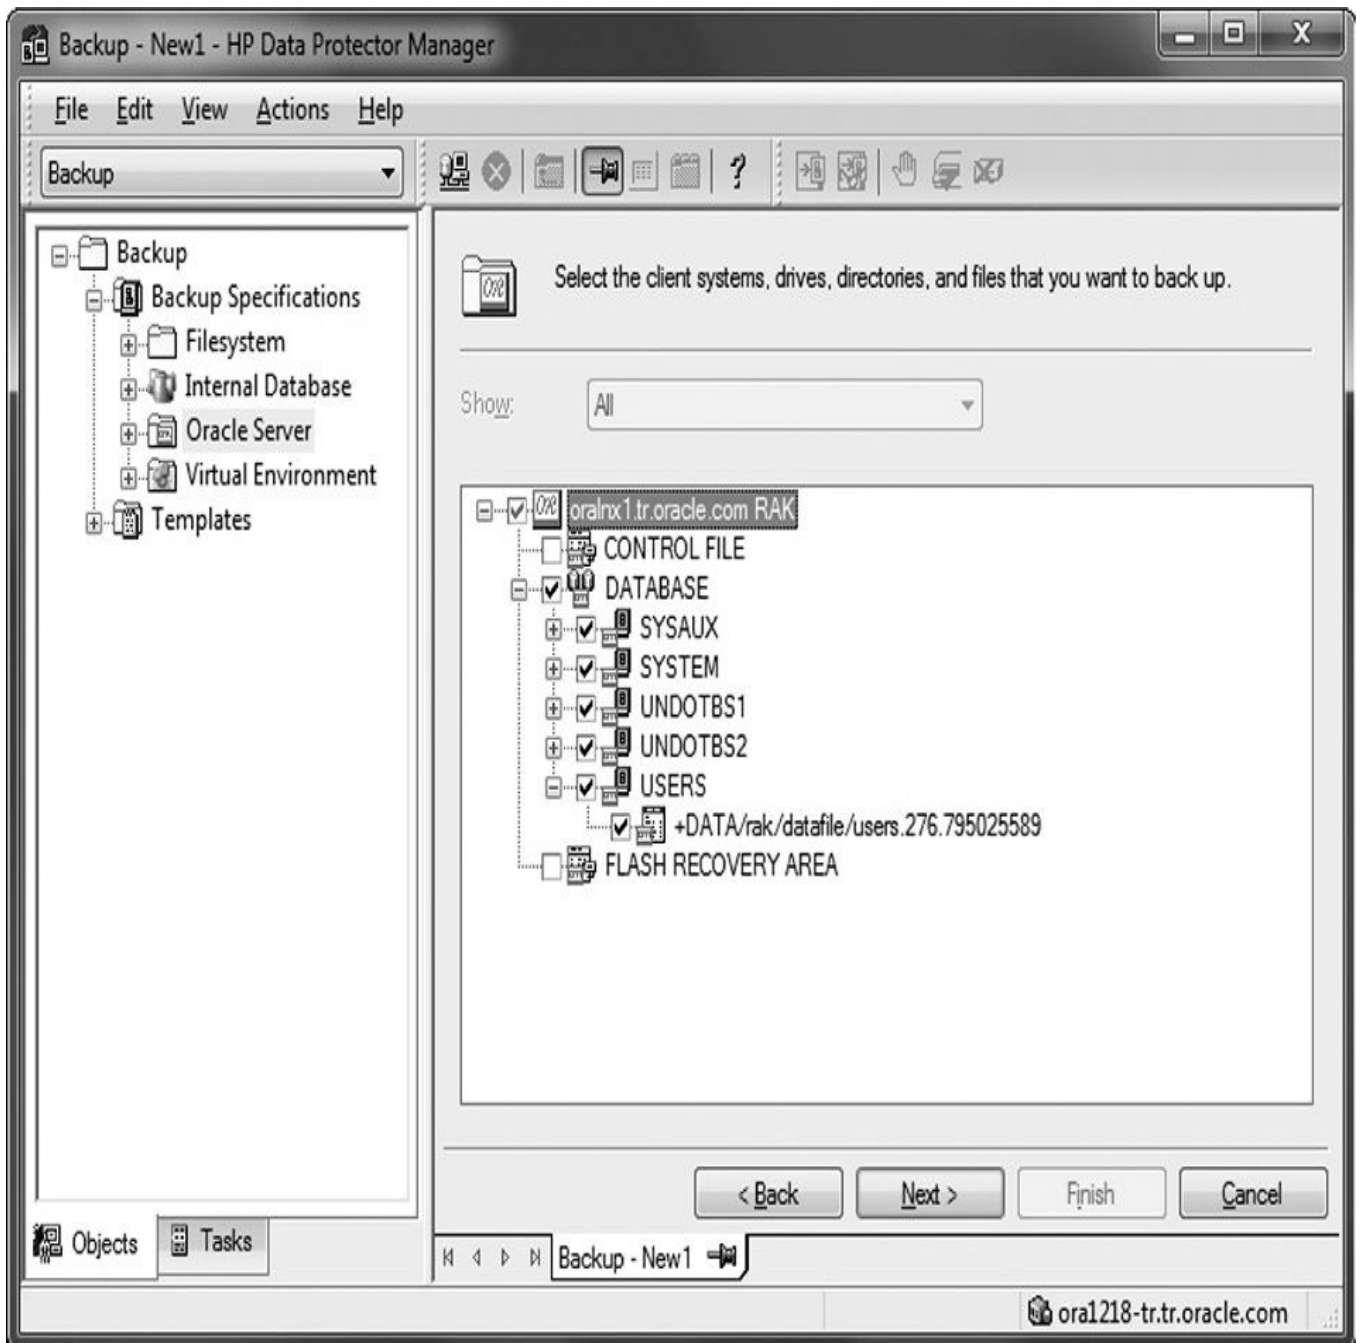 Backup - New1 - HP Data Protector Manager
X
File Edit View Actions Help
Backup
?
Backup
Backup Specifications
Filesystem
Internal Database
Oracle Server
Virtual Environment
Templates
Select the client systems, drives, directories, and files that you want to back up.
Show: All
oralnx1.tr.oracle.com RAK
CONTROL FILE
DATABASE
SYSAUX
SYSTEM
UNDOTBS1
UNDOTBS2
USERS
+DATA/rak/datafile/users.276.795025589
FLASH RECOVERY AREA
< Back Next > Finish Cancel
Objects Tasks
Backup - New1
ora1218-tr.tr.oracle.com